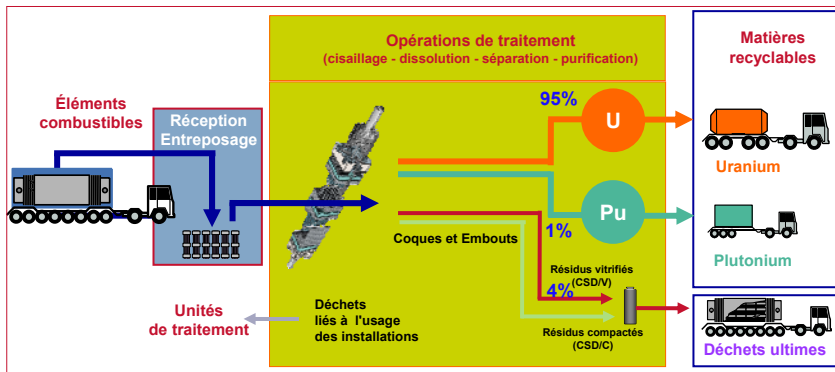 Opérations de traitement
(cisaillage - dissolution - séparation - purification)
Matières
recyclables
Éléments
combustibles
Réception
Entreposage
95%
U
Uranium
Pu
1%
Plutonium
Coques et Embouts
Résidus vitrifiés
(CSD/V)
4%
Résidus compactés
(CSD/C)
Unités
de traitement
Déchets
liés à l'usage
des installations
Déchets ultimes